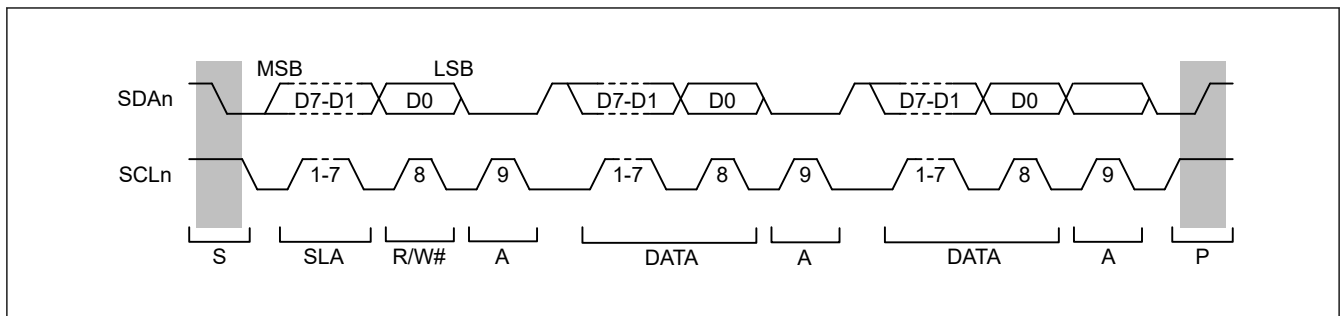 MSB LSB
SDAn D7-D1 D0 D7-D1 D0 D7-D1 D0
SCLn 1-7 8 9 1-7 8 9 1-7 8 9
S SLA R/W# A DATA A DATA A P